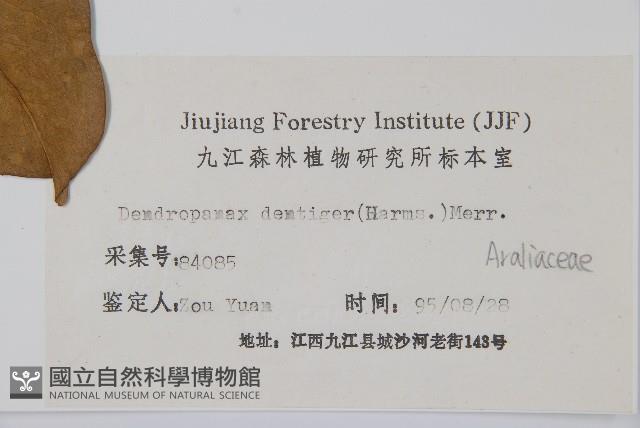 Jiujiang Forestry Institute (JJF)
九江森林植物研究所标本室
Dendropamax dentiger(Harms.)Merr.
采集号:84085
Araliaceae
鉴定人:Zou Yuan 时间: 95/08/28
地址: 江西九江县城沙河老街143号
國立自然科學博物館
NATIONAL MUSEUM OF NATURAL SCIENCE